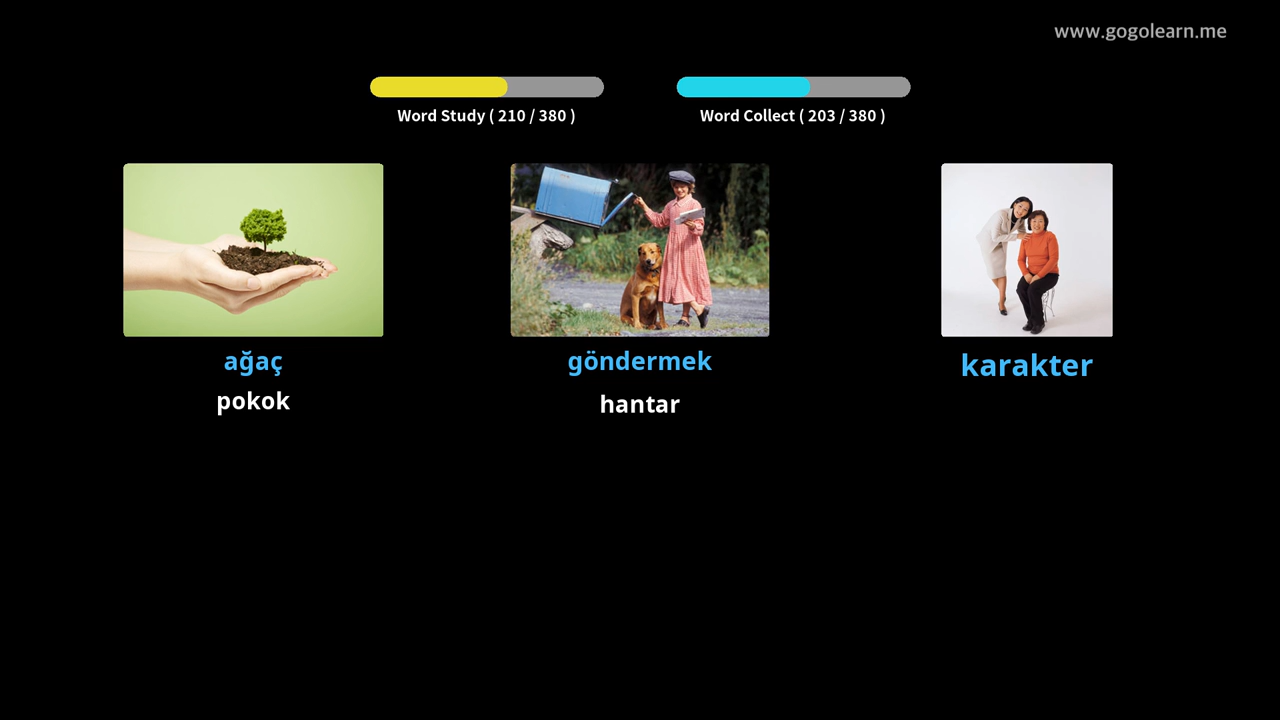 www.gogolearn.me
Word Study ( 210 / 380 )
Word Collect ( 203 / 380 )
ağaç
pokok
göndermek
hantar
karakter